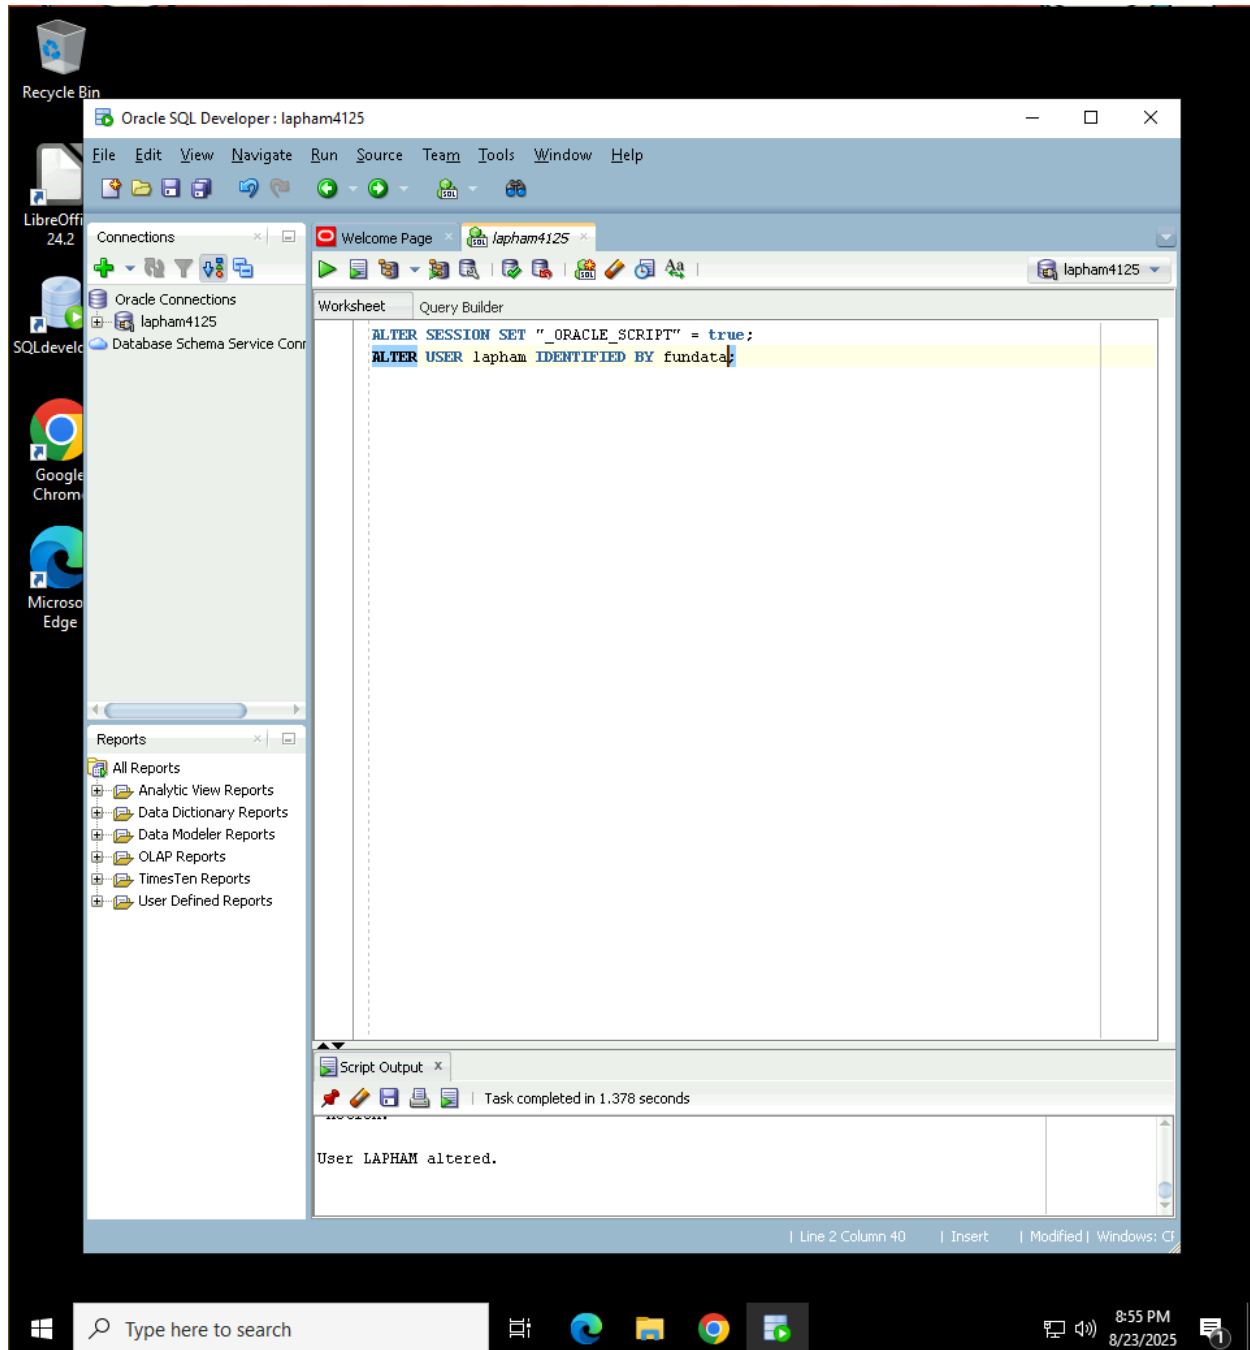 Recycle Bin
Oracle SQL Developer : lapham4125
File Edit View Navigate Run Source Team Tools Window Help
LibreOffi
24.2
Connections
Welcome Page
lapham4125
lapham4125
Oracle Connections
lapham4125
Database Schema Service Conr
Worksheet
Query Builder
ALTER SESSION SET "_ORACLE_SCRIPT" = true;
ALTER USER lapham IDENTIFIED BY fundata;
SQLdevelo
Google
Chrom
Microso
Edge
Reports
All Reports
Analytic View Reports
Data Dictionary Reports
Data Modeler Reports
OLAP Reports
TimesTen Reports
User Defined Reports
Script Output
Task completed in 1.378 seconds
User LAPHAM altered.
| Line 2 Column 40 | Insert | Modified | Windows: CF
Type here to search
8:55 PM
8/23/2025
1